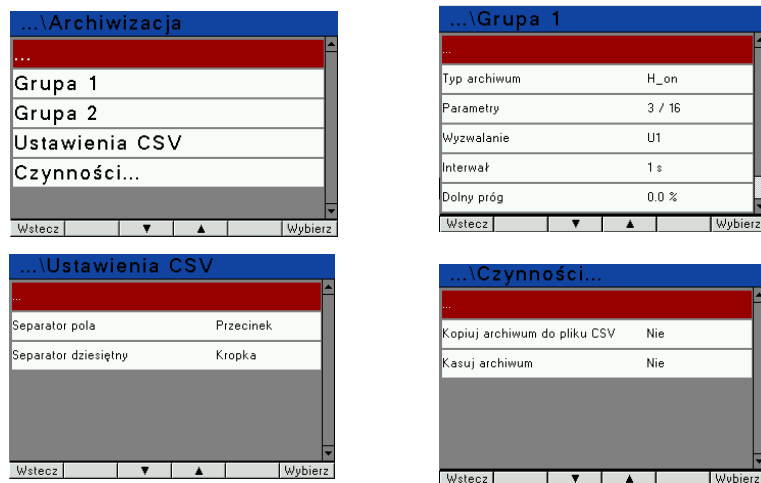 ...\Archiwizacja
...
Grupa 1
Grupa 2
Ustawienia CSV
Czynności...
Wstecz ▼ ▲ Wybierz
...\Grupa 1
...
Typ archiwum H_on
Parametry 3 / 16
Wyzwalanie U1
Interwał 1 s
Dolny próg 0.0 %
Wstecz ▼ ▲ Wybierz
...\Ustawienia CSV
...
Separator pola Przecinek
Separator dziesiętny Kropka
Wstecz ▼ ▲ Wybierz
...\Czynności...
...
Kopiuj archiwum do pliku CSV Nie
Kasuj archiwum Nie
Wstecz ▼ ▲ Wybierz